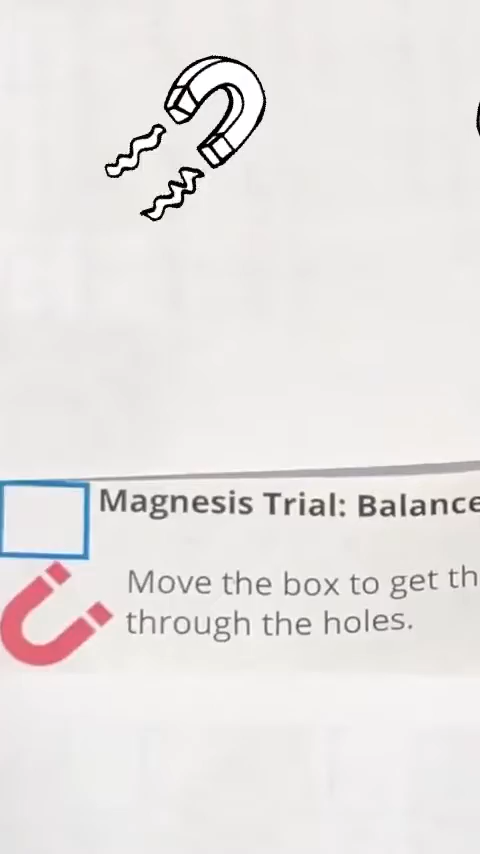 Magnesis Trial: Balance
Move the box to get th
through the holes.